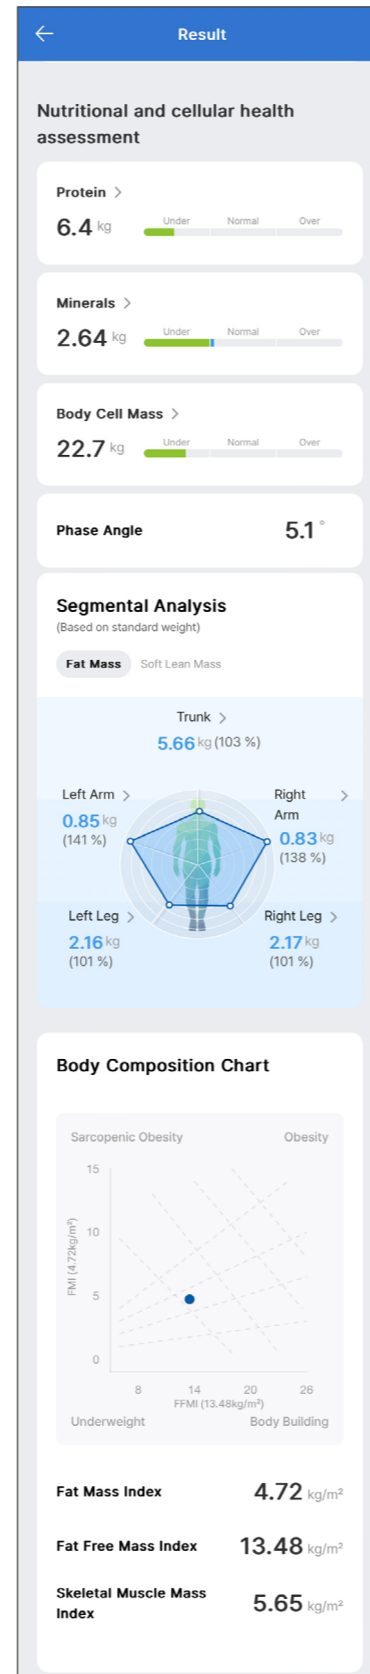 Result
Nutritional and cellular health
assessment
Protein
6.4 kg
Under Normal Over
Minerals
2.64 kg
Under Normal Over
Body Cell Mass
22.7 kg
Under Normal Over
Phase Angle 5.1°
Segmental Analysis
(Based on standard weight)
Fat Mass Soft Lean Mass
Trunk
5.66 kg (103 %)
Left Arm
0.85 kg
(141 %)
Right
Arm
0.83 kg
(138 %)
Left Leg
2.16 kg
(101 %)
Right Leg
2.17 kg
(101 %)
Body Composition Chart
Sarcopenic Obesity Obesity
15
10
5
0
FMI (4.72kg/m²)
8 14 20 26
FFMI (13.48kg/m²)
Underweight Body Building
Fat Mass Index 4.72 kg/m²
Fat Free Mass Index 13.48 kg/m²
Skeletal Muscle Mass
Index
5.65 kg/m²